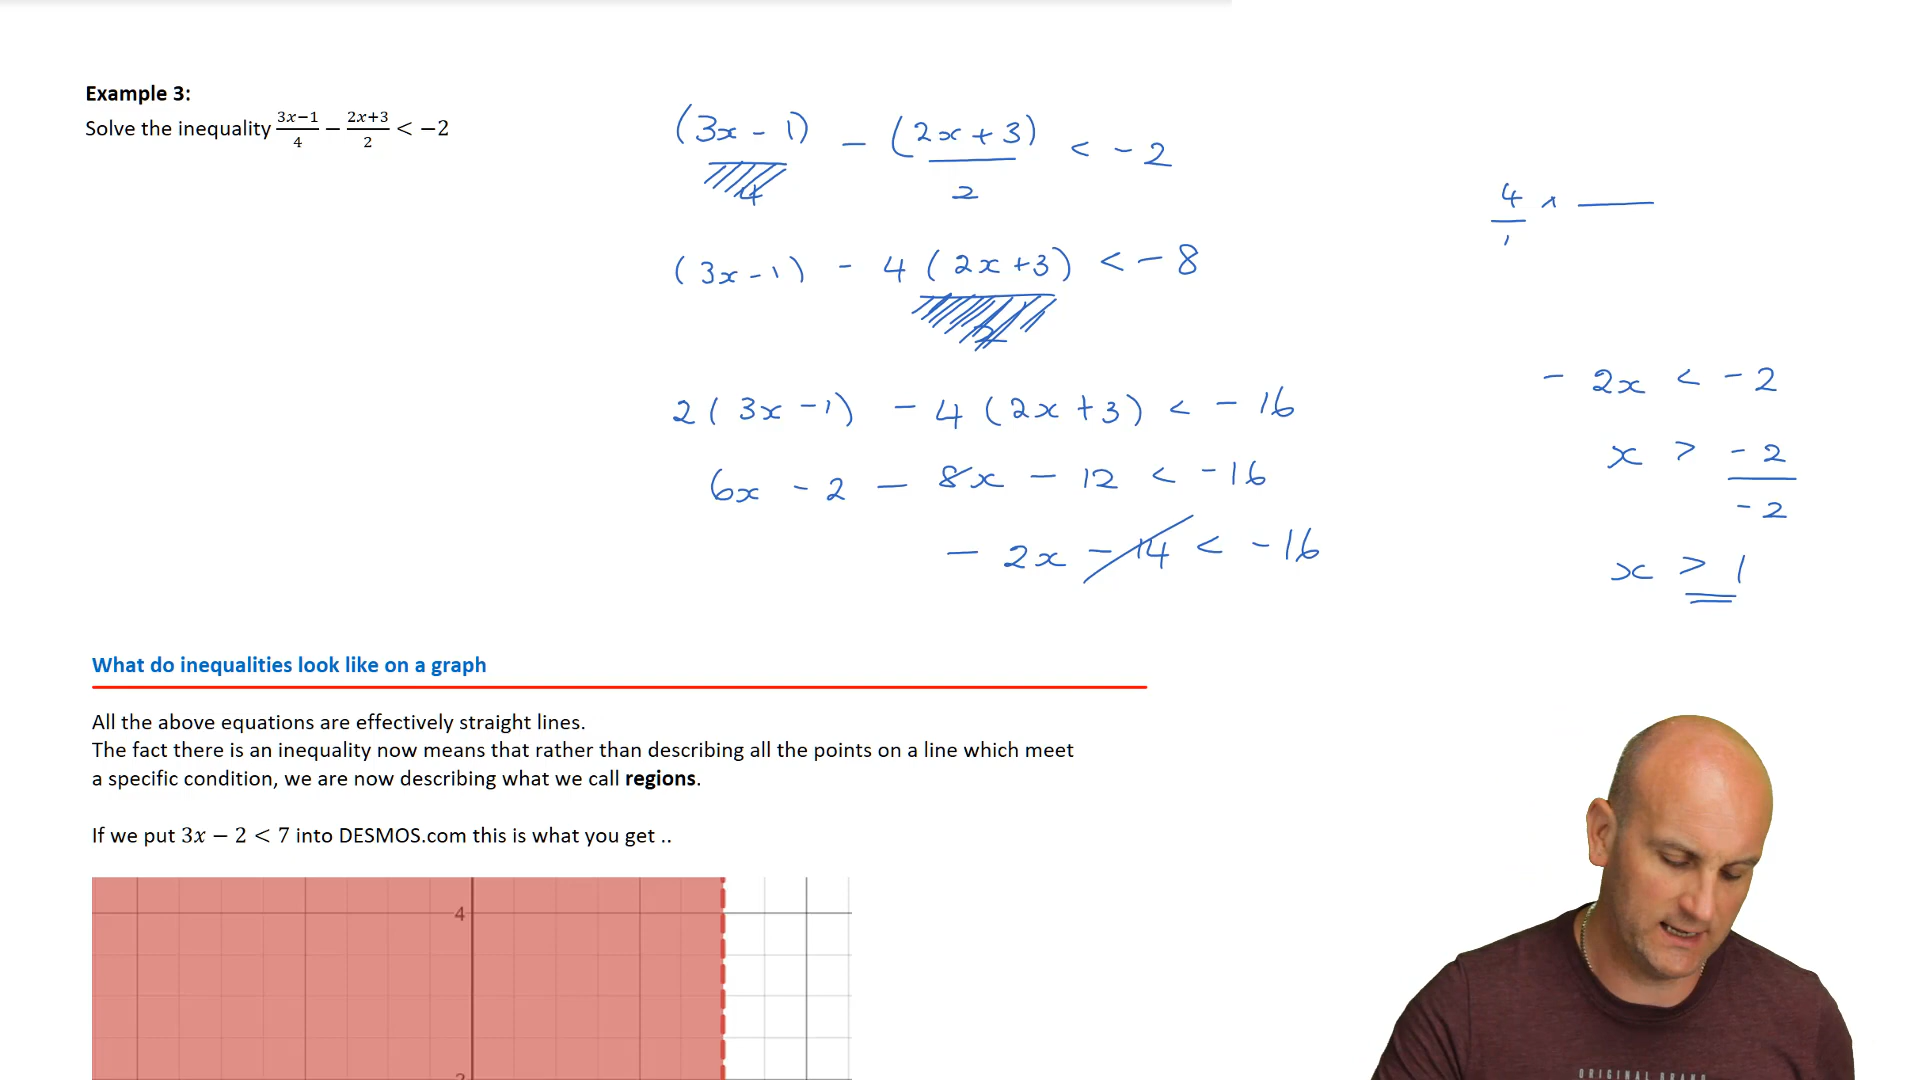 Example 3:
Solve the inequality (3x−1)/4 − (2x+3)/2 < −2
(3x - 1)/4 - (2x + 3)/2 < - 2
4/1 ×
(3x - 1) - 4(2x + 3)/2 < - 8
2(3x - 1) - 4(2x + 3) < - 16
6x - 2 - 8x - 12 < - 16
- 2x - 14 < - 16
- 2x < - 2
x > - 2/- 2
x > 1
What do inequalities look like on a graph
All the above equations are effectively straight lines.
The fact there is an inequality now means that rather than describing all the points on a line which meet
a specific condition, we are now describing what we call regions.
If we put 3x − 2 < 7 into DESMOS.com this is what you get ..
4
ORIGINAL BRAND